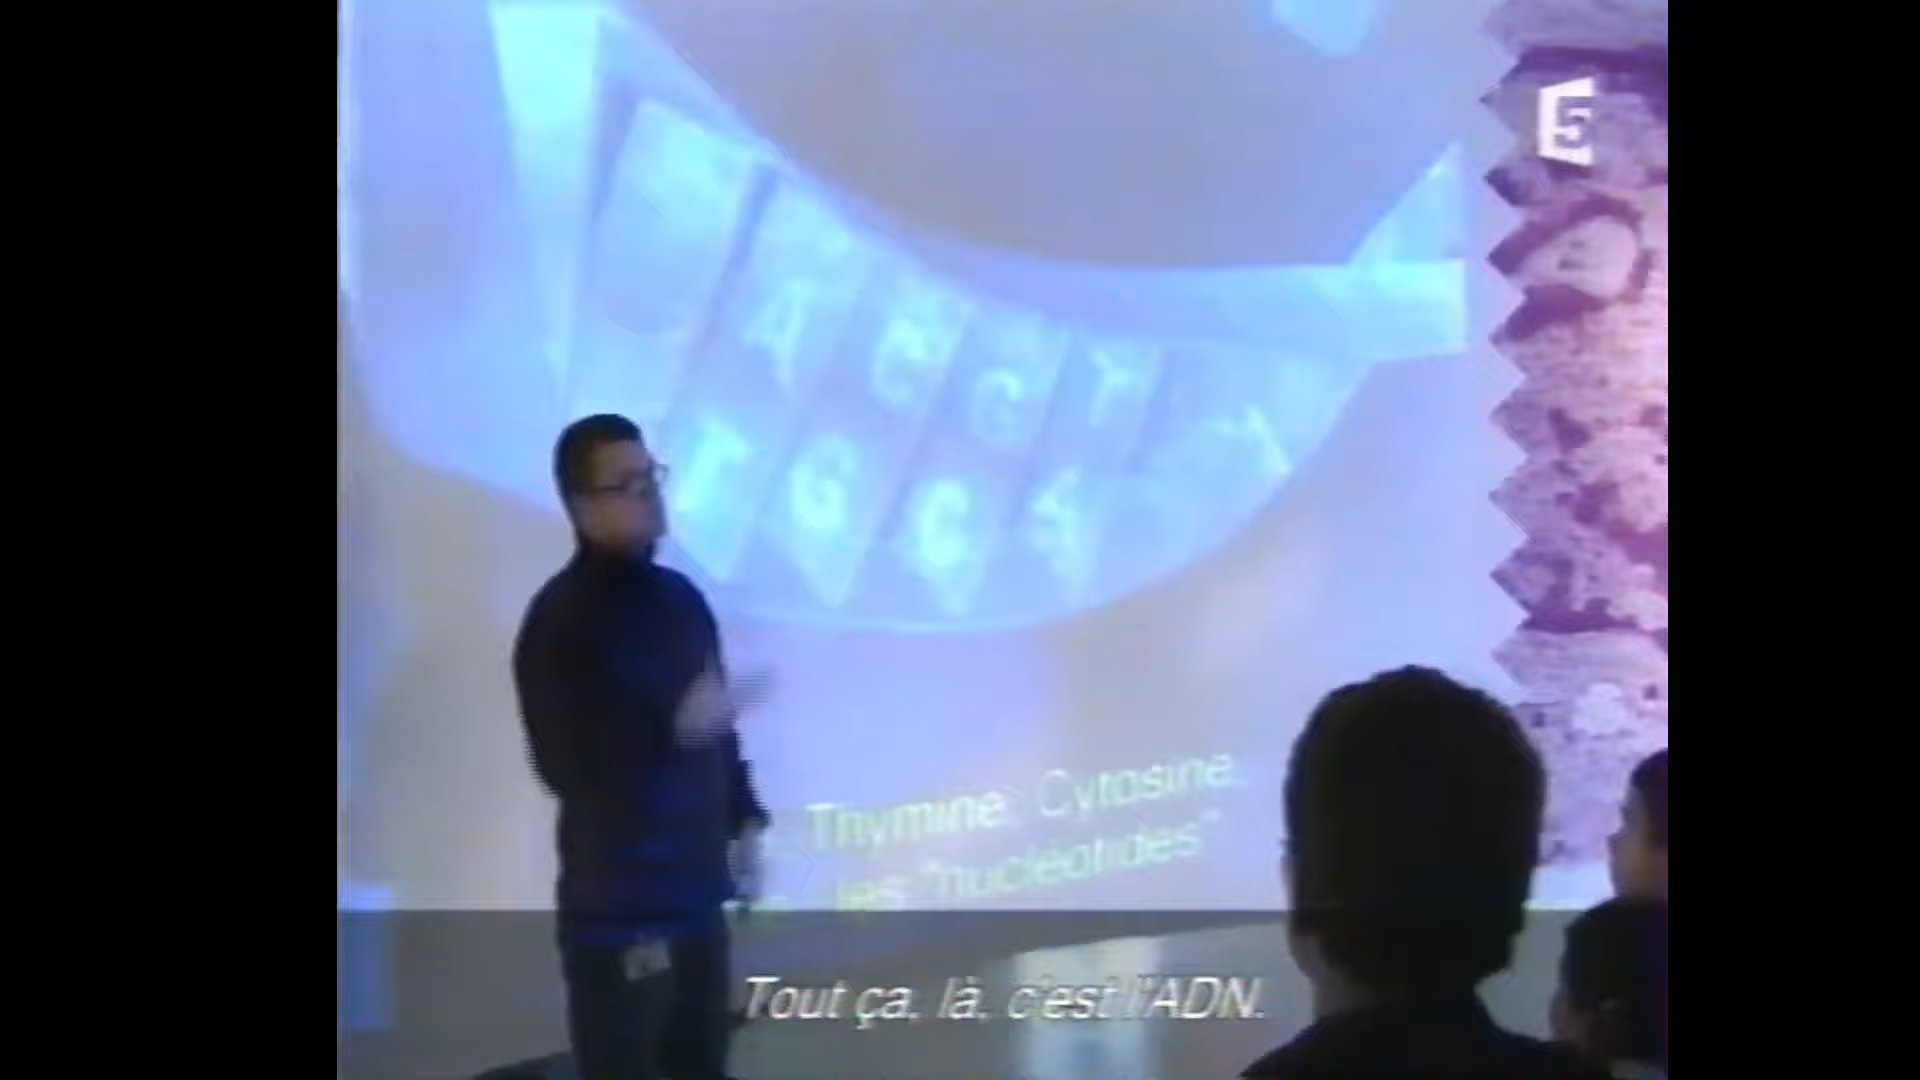 5
A C G T
T G C A
Thymine, Cytosine,
les "nucléotides"
Tout ça, là, c'est l'ADN.